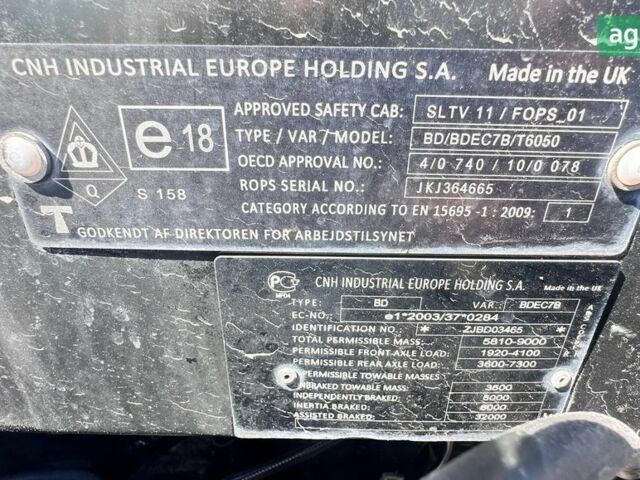 ag
CNH INDUSTRIAL EUROPE HOLDING S.A. Made in the UK
APPROVED SAFETY CAB: SLTV 11 / FOPS_01
e 18
TYPE / VAR / MODEL: BD/BDEC7B/T6050
OECD APPROVAL NO.: 4/0 740 / 10/0 078
Q S 158
ROPS SERIAL NO.: JKJ364665
CATEGORY ACCORDING TO EN 15695 -1 : 2009: 1
T GODKENDT AF DIREKTOREN FOR ARBEJDSTILSYNET
CNH INDUSTRIAL EUROPE HOLDING S.A. Made in the UK
TYPE: BD VAR.: BDEC7B
EC-NO.: e1*2003/37*0284
IDENTIFICATION NO.: * ZJBD03465 *
TOTAL PERMISSIBLE MASS: 5810-9000
PERMISSIBLE FRONT AXLE LOAD: 1920-4100
PERMISSIBLE REAR AXLE LOAD: 3600-7300
PERMISSIBLE TOWABLE MASSES
UNBRAKED TOWABLE MASS: 3500
INDEPENDENTLY BRAKED: 5000
INERTIA BRAKED: 8000
ASSISTED BRAKED: 32000